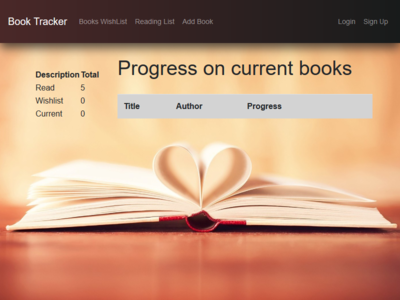 Book Tracker Books WishList Reading List Add Book Login Sign Up
Progress on current books
Description Total
Read 5
Wishlist 0
Current 0
Title Author Progress